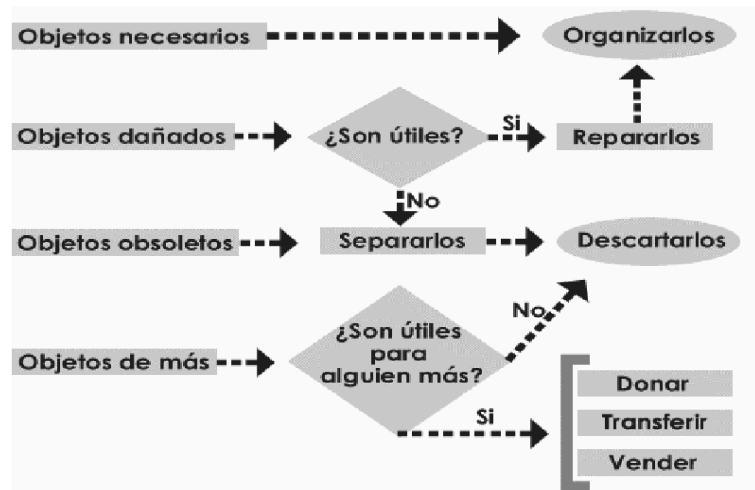 Objetos necesarios
Organizarlos
Objetos dañados
¿Son útiles?
Si
Repararlos
No
Objetos obsoletos
Separarlos
Descartarlos
Objetos de más
¿Son útiles
para
alguien más?
No
Si
Donar
Transferir
Vender